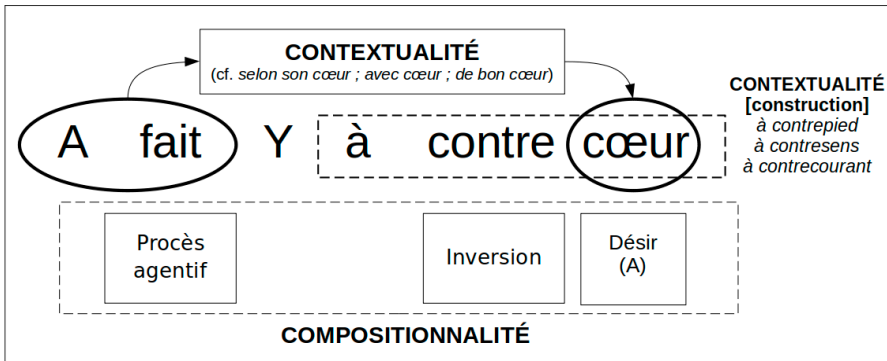 CONTEXTUALITÉ
(cf. selon son cœur ; avec cœur ; de bon cœur)
CONTEXTUALITÉ
[construction]
à contrepied
à contresens
à contrecourant
A fait Y à contre cœur
Procès
agentif
Inversion
Désir
(A)
COMPOSITIONNALITÉ